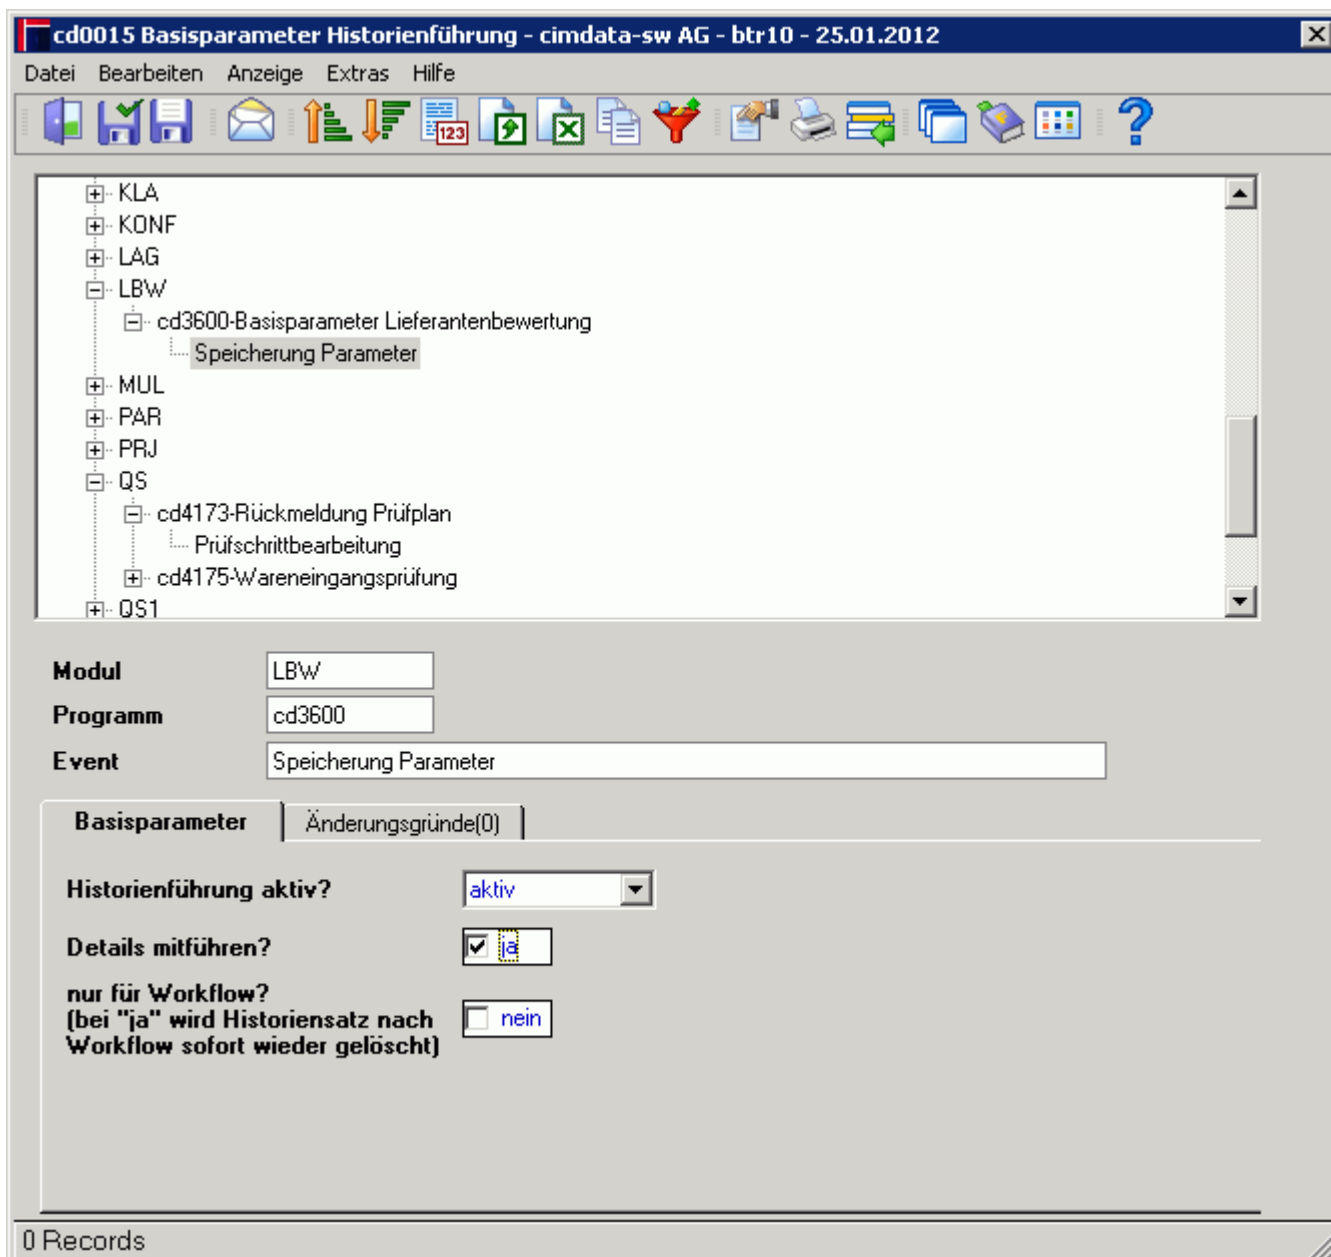 cd0015 Basisparameter Historienführung - cimdata-sw AG - btr10 - 25.01.2012
Datei Bearbeiten Anzeige Extras Hilfe
123
KLA
KONF
LAG
LBW
cd3600-Basisparameter Lieferantenbewertung
Speicherung Parameter
MUL
PAR
PRJ
QS
cd4173-Rückmeldung Prüfplan
Prüfschrittbearbeitung
cd4175-Wareneingangsprüfung
QS1
Modul LBW
Programm cd3600
Event Speicherung Parameter
Basisparameter Änderungsgründe(0)
Historienführung aktiv? aktiv
Details mitführen? ja
nur für Workflow?
(bei "ja" wird Historiensatz nach nein
Workflow sofort wieder gelöscht)
0 Records